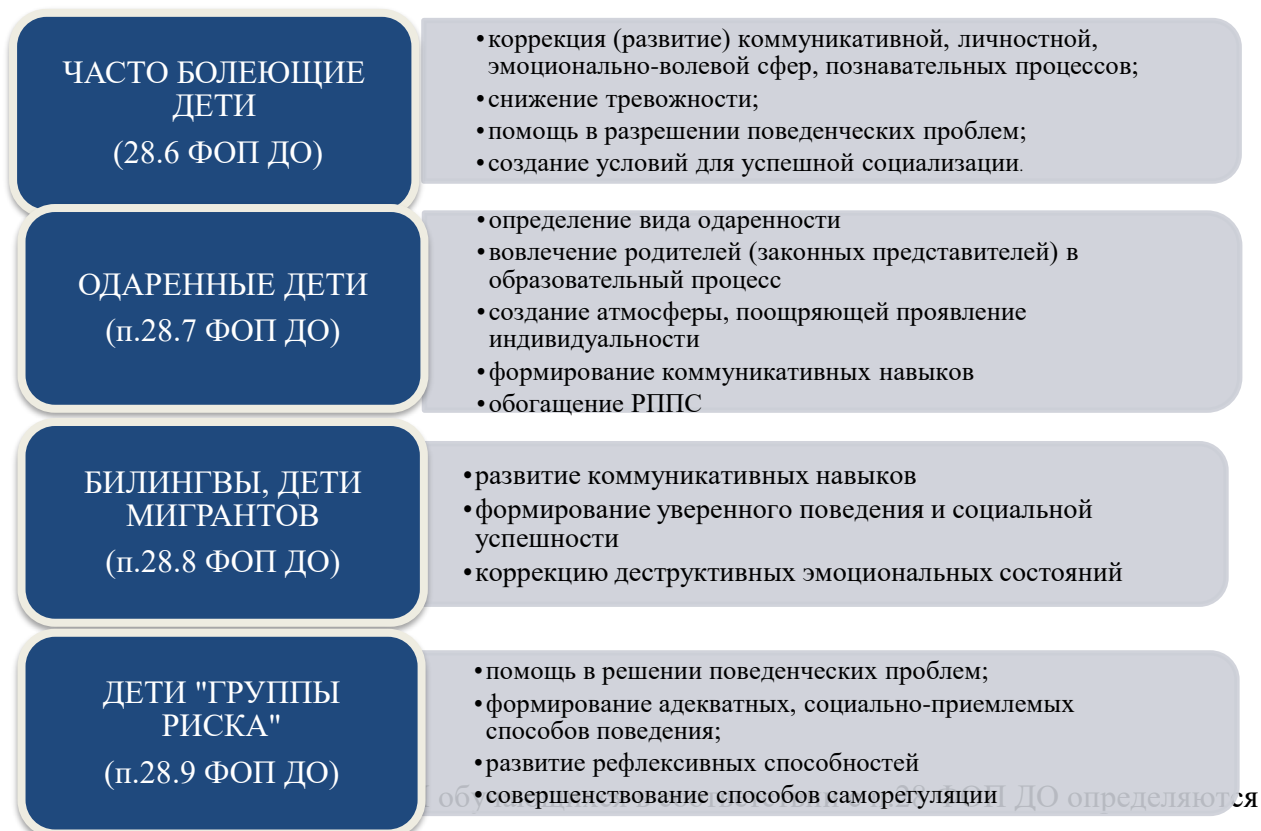 ЧАСТО БОЛЕЮЩИЕ
ДЕТИ
(28.6 ФОП ДО)
•коррекция (развитие) коммуникативной, личностной,
эмоционально-волевой сфер, познавательных процессов;
•снижение тревожности;
•помощь в разрешении поведенческих проблем;
•создание условий для успешной социализации.
ОДАРЕННЫЕ ДЕТИ
(п.28.7 ФОП ДО)
•определение вида одаренности
•вовлечение родителей (законных представителей) в
образовательный процесс
•создание атмосферы, поощряющей проявление
индивидуальности
•формирование коммуникативных навыков
•обогащение РППС
БИЛИНГВЫ, ДЕТИ
МИГРАНТОВ
(п.28.8 ФОП ДО)
•развитие коммуникативных навыков
•формирование уверенного поведения и социальной
успешности
•коррекцию деструктивных эмоциональных состояний
ДЕТИ "ГРУППЫ
РИСКА"
(п.28.9 ФОП ДО)
•помощь в решении поведенческих проблем;
•формирование адекватных, социально-приемлемых
способов поведения;
•развитие рефлексивных способностей
•совершенствование способов саморегуляции
ДО определяются